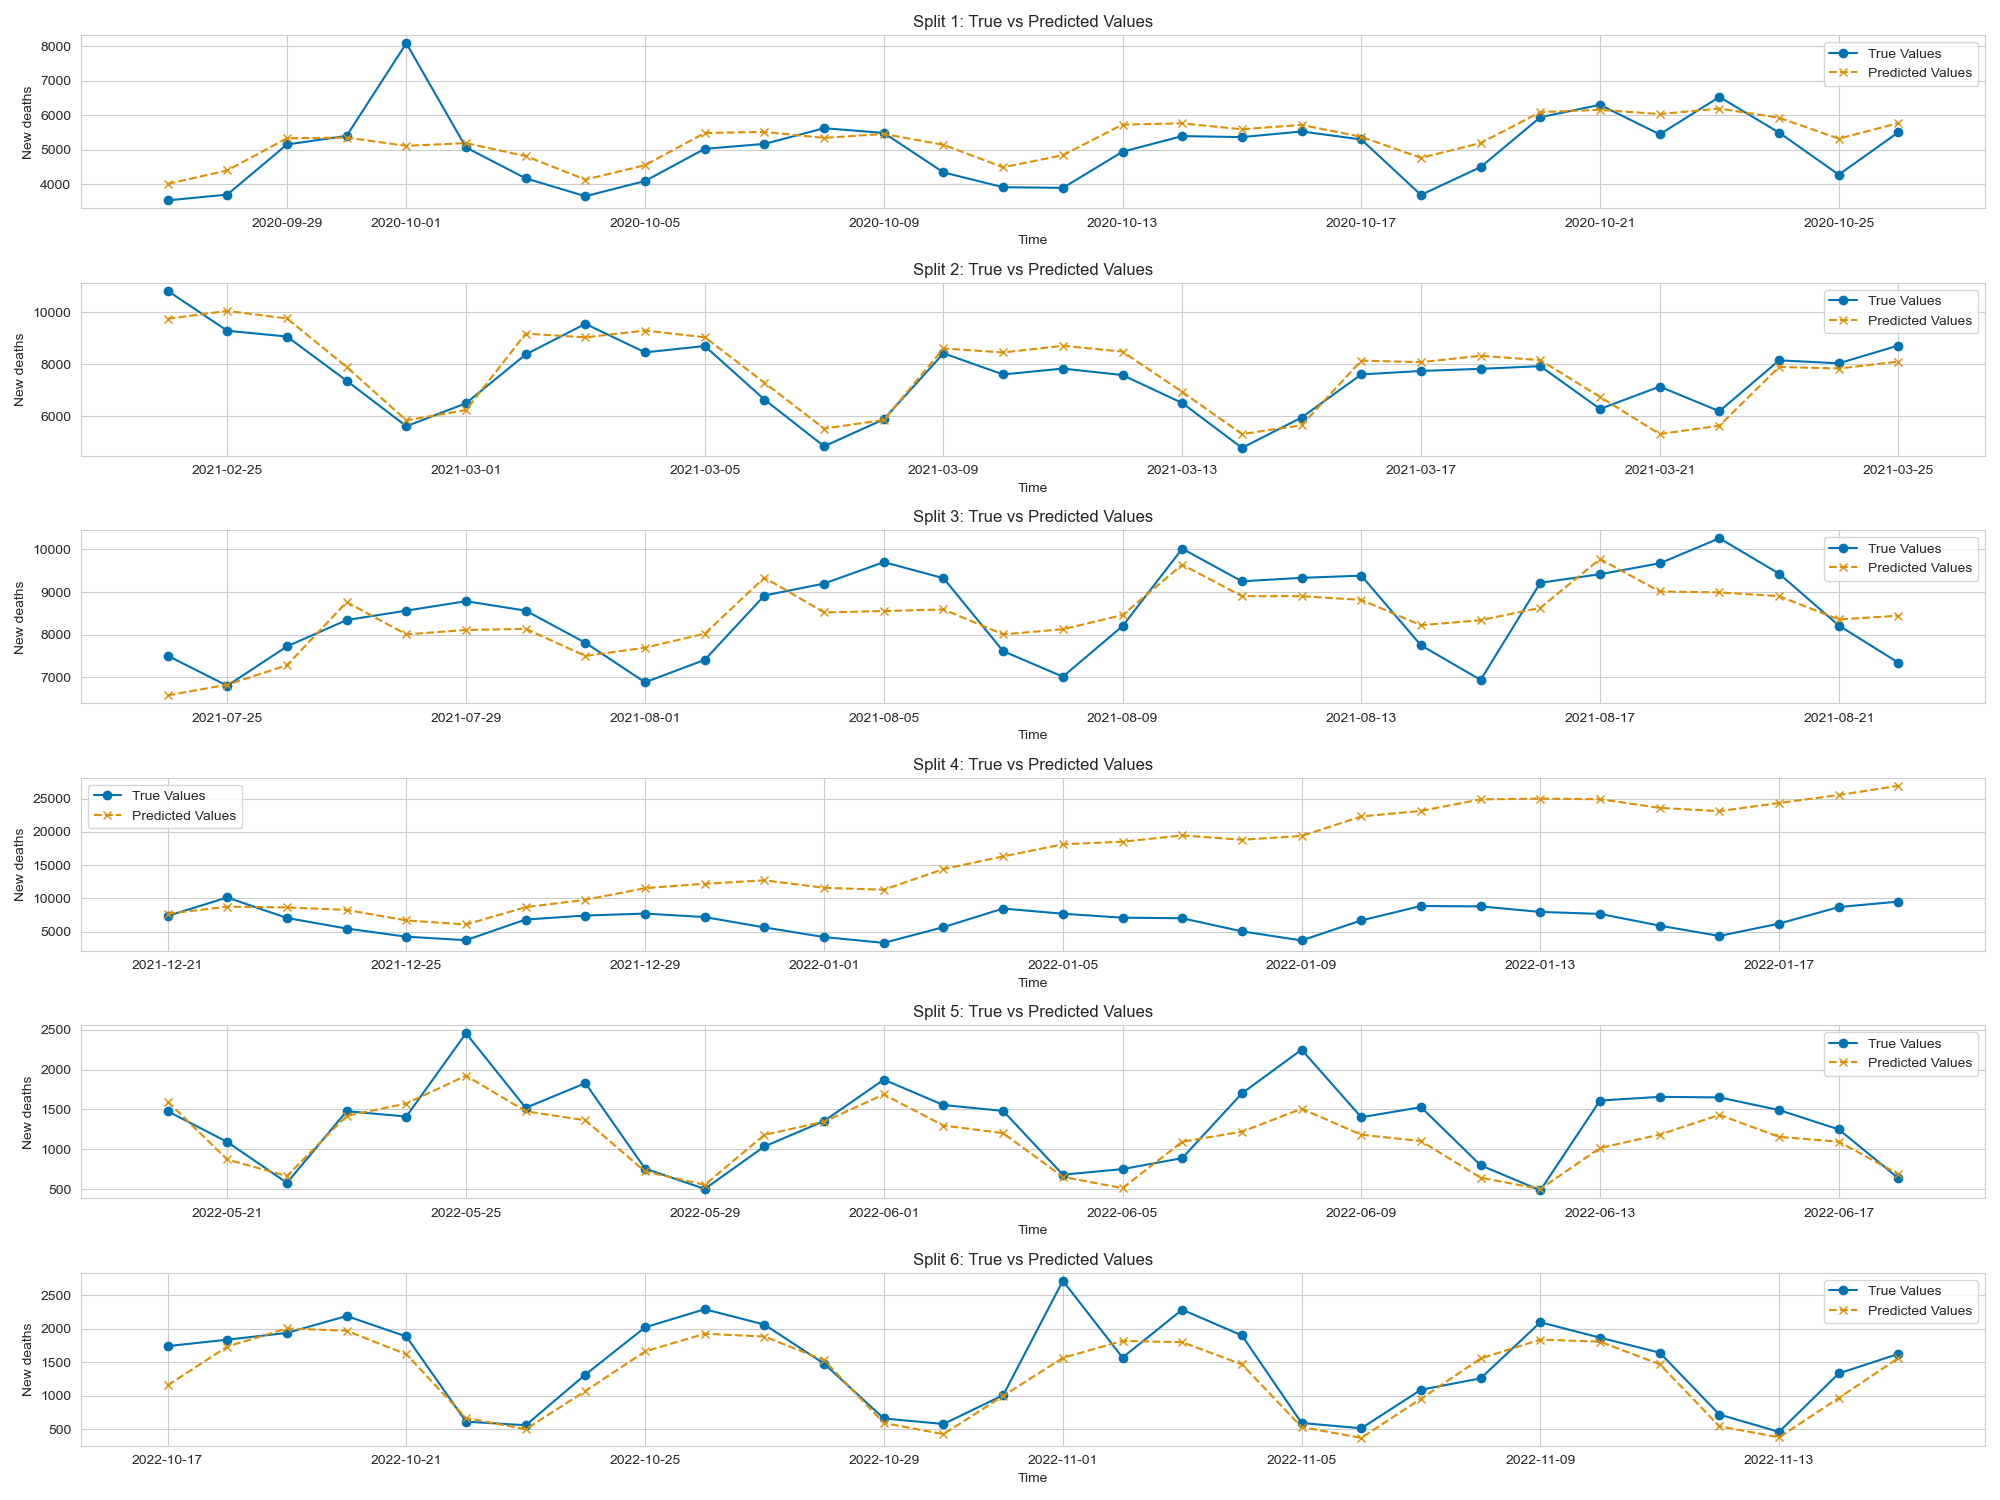 Split 1: True vs Predicted Values
True Values
Predicted Values
8000
7000
6000
5000
4000
New deaths
2020-09-29 2020-10-01 2020-10-05 2020-10-09 2020-10-13 2020-10-17 2020-10-21 2020-10-25
Time
Split 2: True vs Predicted Values
True Values
Predicted Values
10000
8000
6000
New deaths
2021-02-25 2021-03-01 2021-03-05 2021-03-09 2021-03-13 2021-03-17 2021-03-21 2021-03-25
Time
Split 3: True vs Predicted Values
True Values
Predicted Values
10000
9000
8000
7000
New deaths
2021-07-25 2021-07-29 2021-08-01 2021-08-05 2021-08-09 2021-08-13 2021-08-17 2021-08-21
Time
Split 4: True vs Predicted Values
True Values
Predicted Values
25000
20000
15000
10000
5000
New deaths
2021-12-21 2021-12-25 2021-12-29 2022-01-01 2022-01-05 2022-01-09 2022-01-13 2022-01-17
Time
Split 5: True vs Predicted Values
True Values
Predicted Values
2500
2000
1500
1000
500
New deaths
2022-05-21 2022-05-25 2022-05-29 2022-06-01 2022-06-05 2022-06-09 2022-06-13 2022-06-17
Time
Split 6: True vs Predicted Values
True Values
Predicted Values
2500
2000
1500
1000
500
New deaths
2022-10-17 2022-10-21 2022-10-25 2022-10-29 2022-11-01 2022-11-05 2022-11-09 2022-11-13
Time